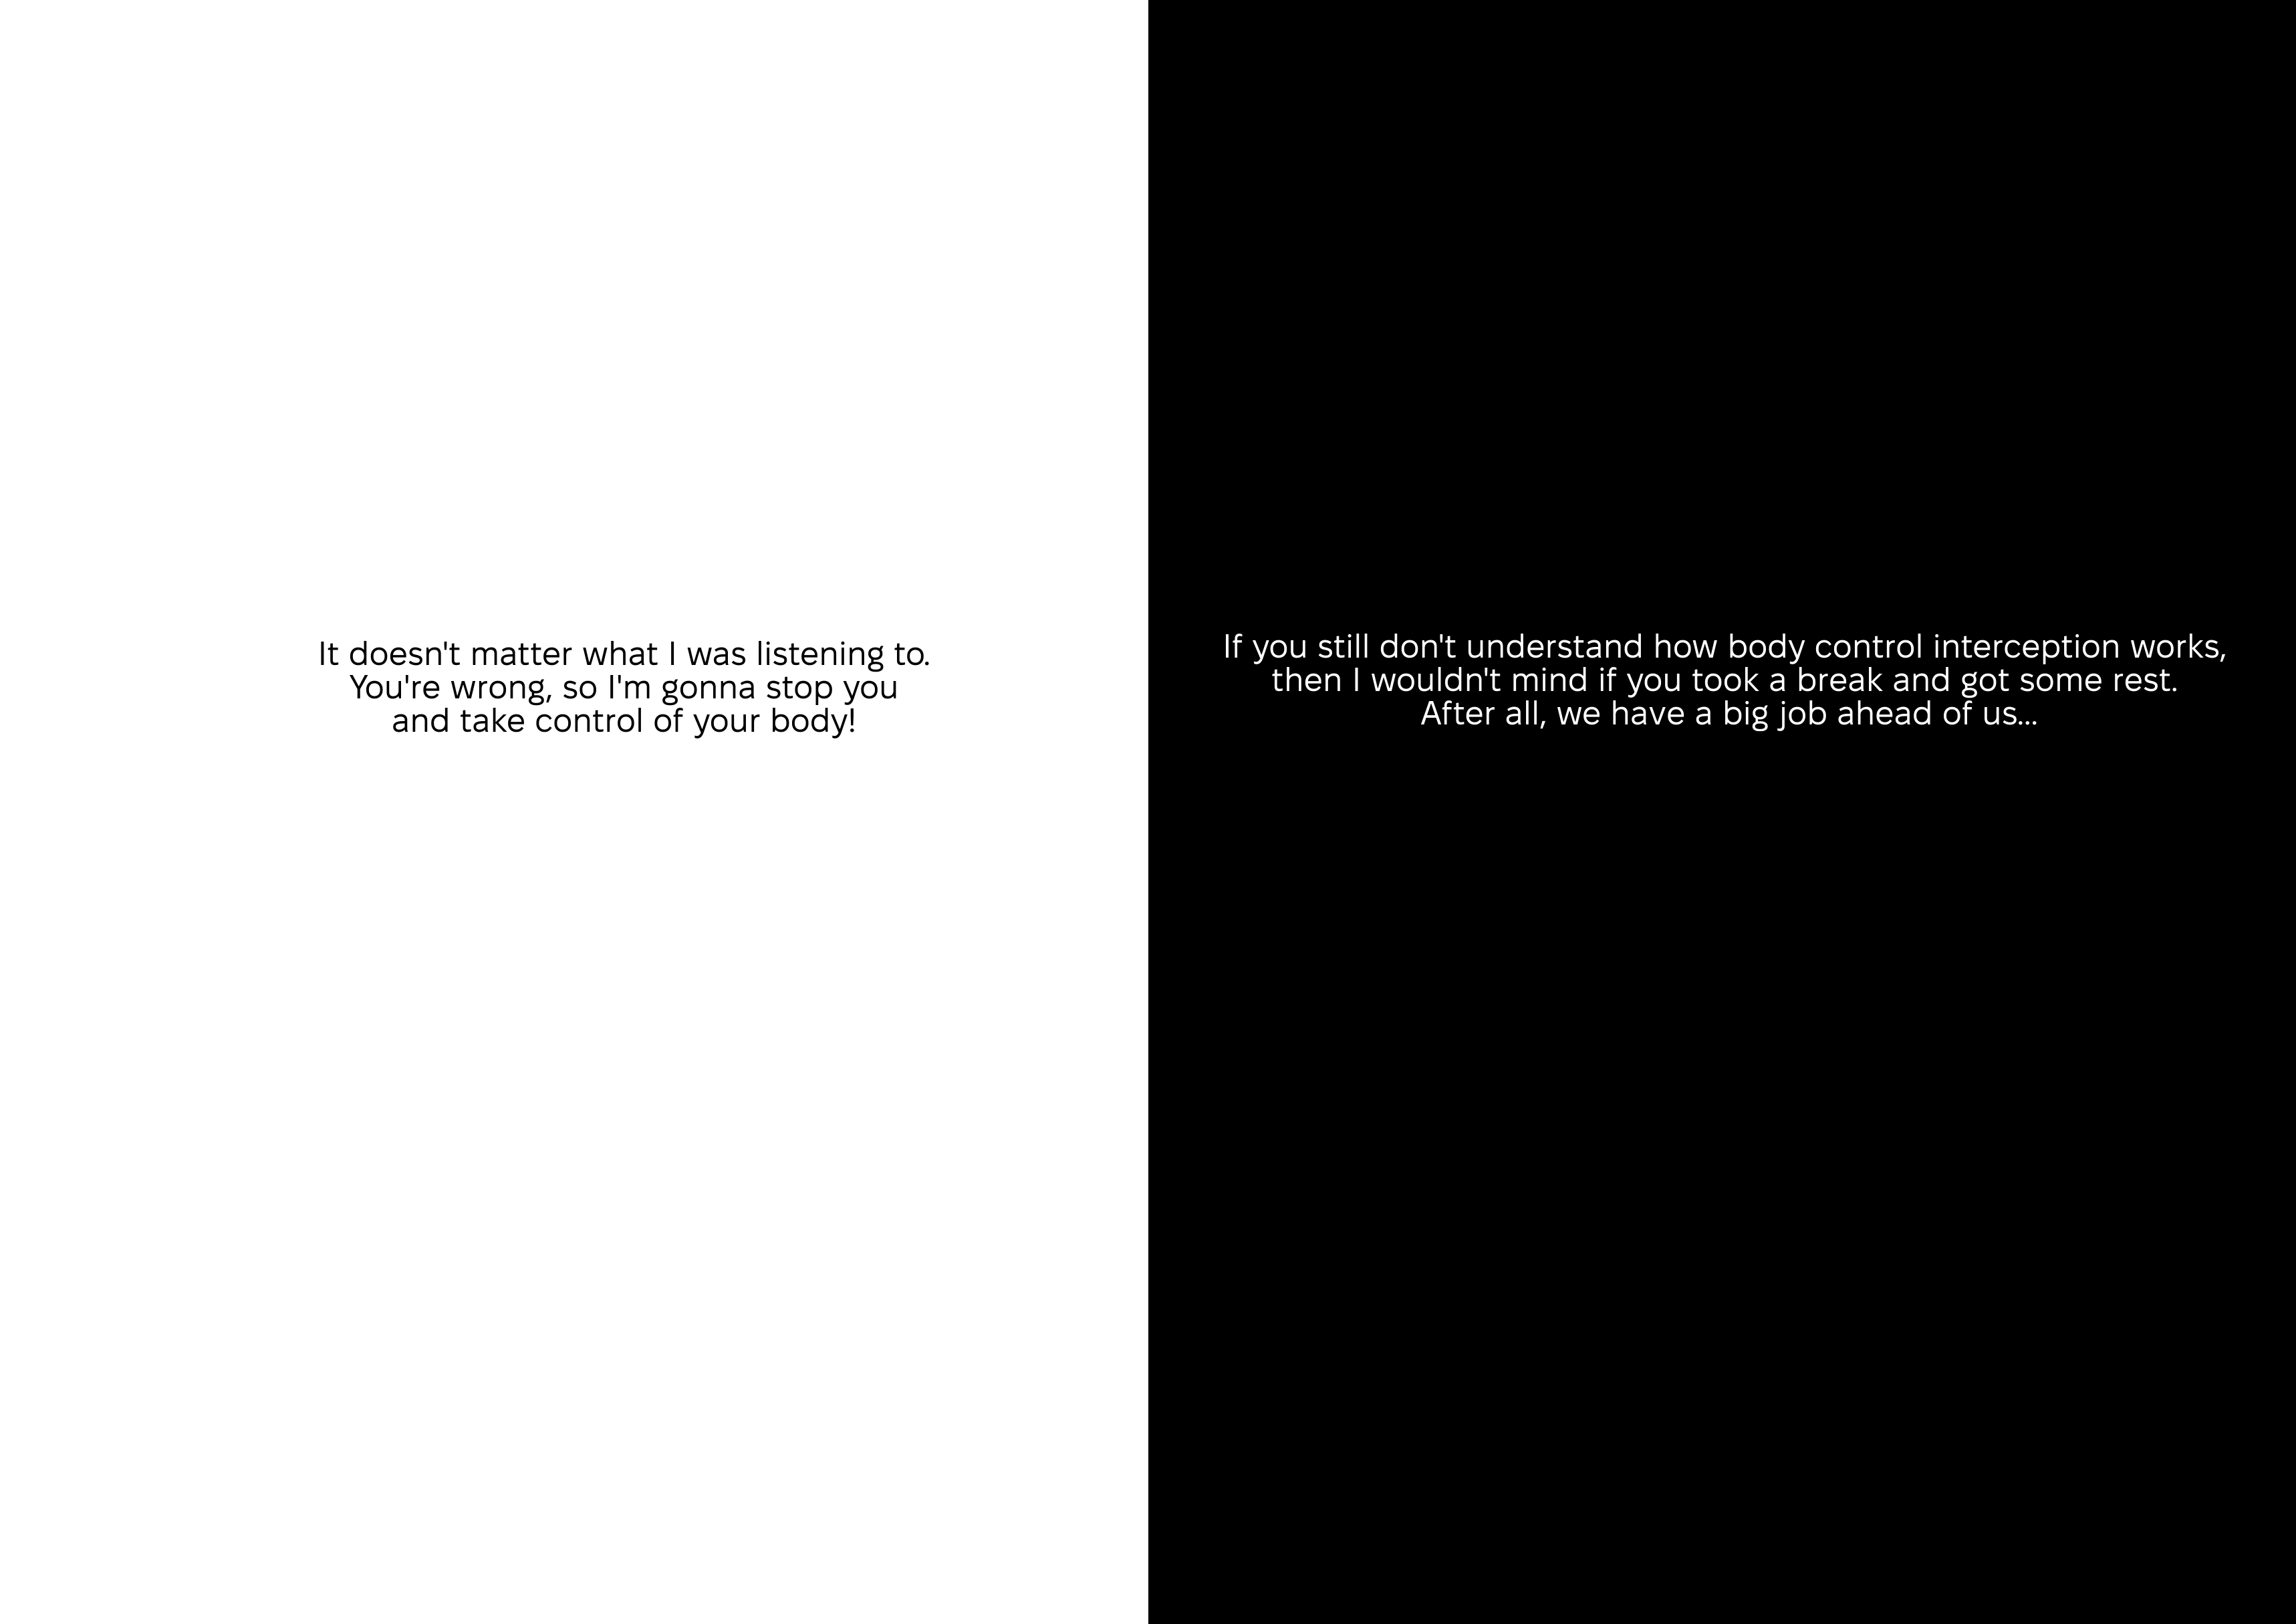 It doesn't matter what I was listening to.
You're wrong, so I'm gonna stop you
and take control of your body!
If you still don't understand how body control interception works,
then I wouldn't mind if you took a break and got some rest.
After all, we have a big job ahead of us...